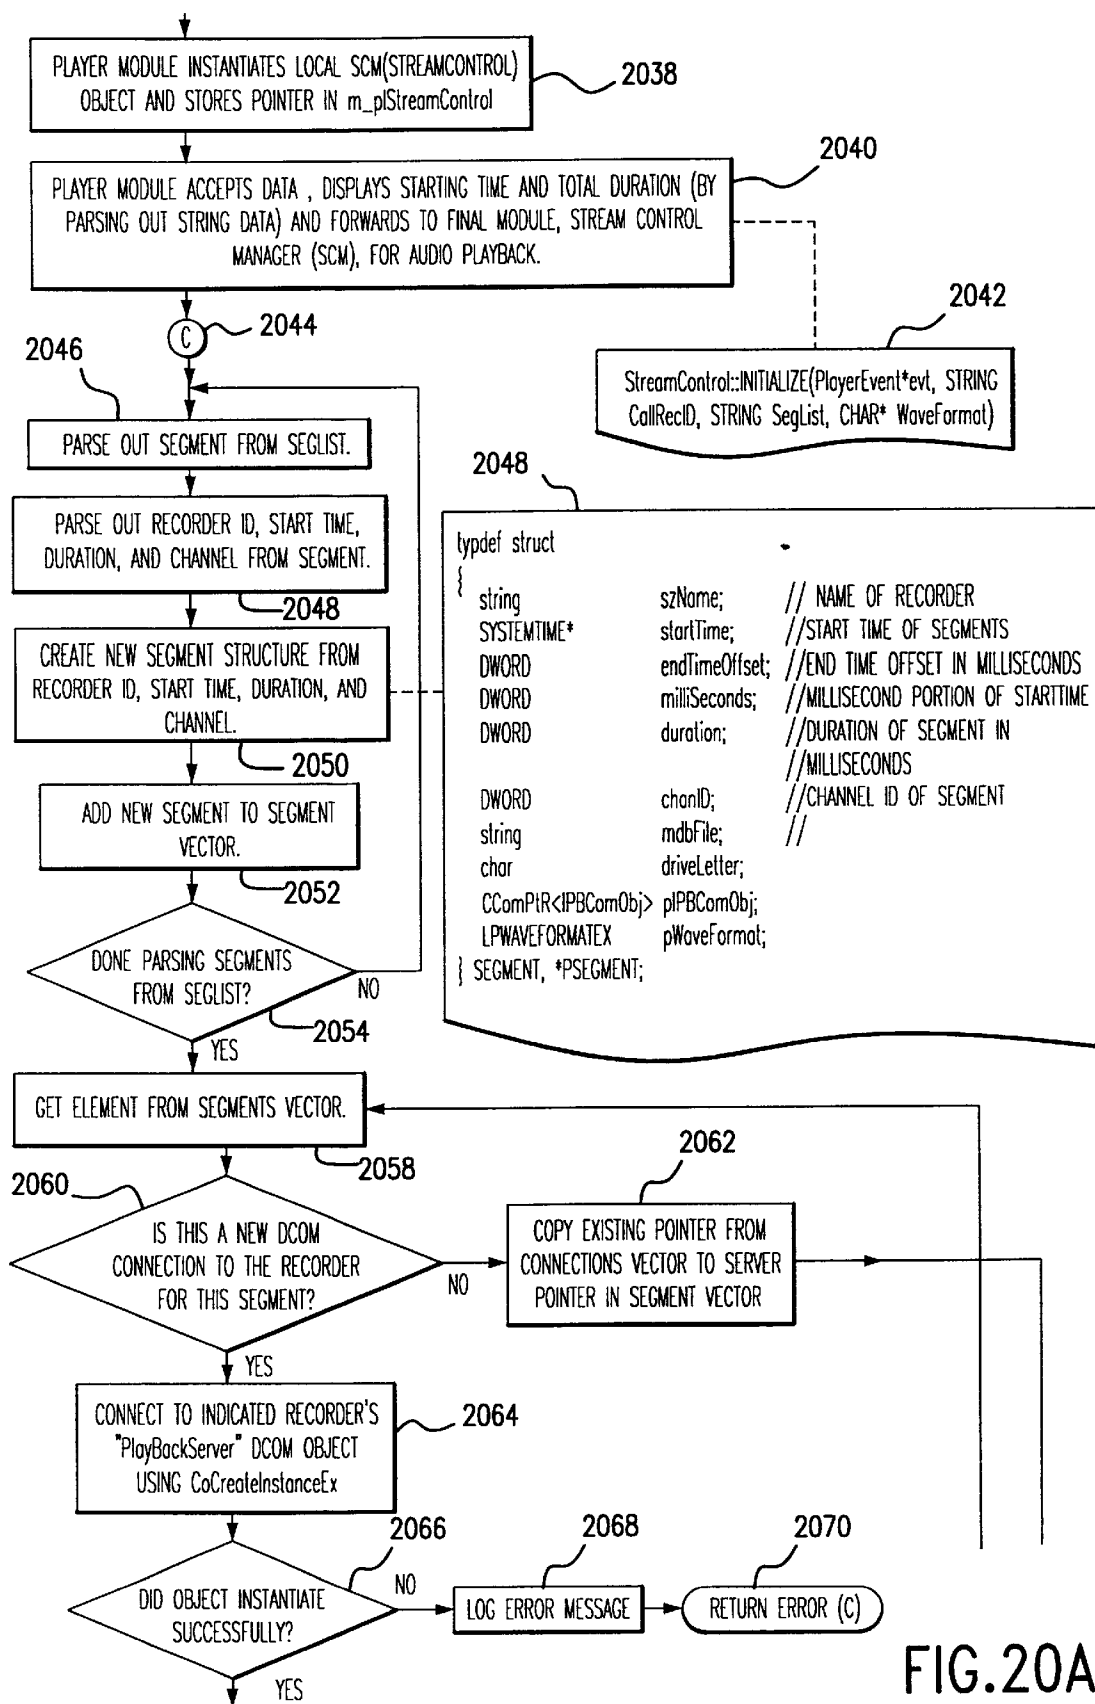 PLAYER MODULE INSTANTIATES LOCAL SCM(STREAMCONTROL)
OBJECT AND STORES POINTER IN m_plStreamControl
2038
2040
PLAYER MODULE ACCEPTS DATA , DISPLAYS STARTING TIME AND TOTAL DURATION (BY
PARSING OUT STRING DATA) AND FORWARDS TO FINAL MODULE, STREAM CONTROL
MANAGER (SCM), FOR AUDIO PLAYBACK.
C
2044
2042
StreamControl::INITIALIZE(PlayerEvent*evt, STRING
CallRecID, STRING SegList, CHAR* WaveFormat)
2046
PARSE OUT SEGMENT FROM SEGLIST.
PARSE OUT RECORDER ID, START TIME,
DURATION, AND CHANNEL FROM SEGMENT.
2048
CREATE NEW SEGMENT STRUCTURE FROM
RECORDER ID, START TIME, DURATION, AND
CHANNEL.
2050
ADD NEW SEGMENT TO SEGMENT
VECTOR.
2052
DONE PARSING SEGMENTS
FROM SEGLIST?
NO
2054
YES
2048
typdef struct
{
string szName; // NAME OF RECORDER
SYSTEMTIME* startTime; //START TIME OF SEGMENTS
DWORD endTimeOffset; //END TIME OFFSET IN MILLISECONDS
DWORD milliSeconds; //MILLISECOND PORTION OF STARTTIME
DWORD duration; //DURATION OF SEGMENT IN
//MILLISECONDS
DWORD chanID; //CHANNEL ID OF SEGMENT
string mdbFile; //
char driveLetter;
CComPtR<IPBComObj> pIPBComObj;
LPWAVEFORMATEX pWaveFormat;
} SEGMENT, *PSEGMENT;
GET ELEMENT FROM SEGMENTS VECTOR.
2058
2060
IS THIS A NEW DCOM
CONNECTION TO THE RECORDER
FOR THIS SEGMENT?
NO
YES
2062
COPY EXISTING POINTER FROM
CONNECTIONS VECTOR TO SERVER
POINTER IN SEGMENT VECTOR
CONNECT TO INDICATED RECORDER'S
"PlayBackServer" DCOM OBJECT
USING CoCreateInstanceEx
2064
2066
DID OBJECT INSTANTIATE
SUCCESSFULLY?
NO
YES
2068
LOG ERROR MESSAGE
2070
RETURN ERROR (C)
FIG.20A